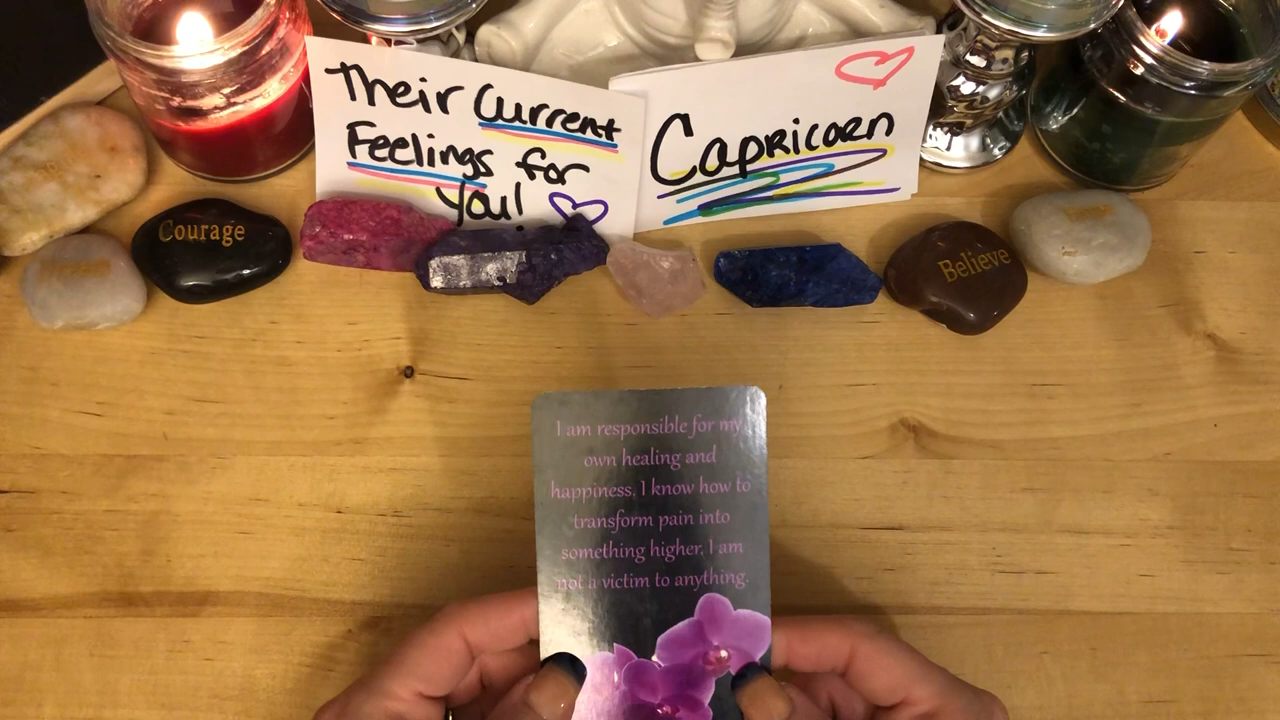 Their Current
Feelings for
You!
Capricorn
Courage
Believe
I am responsible for my
own healing and
happiness. I know how to
transform pain into
something higher. I am
not a victim to anything.